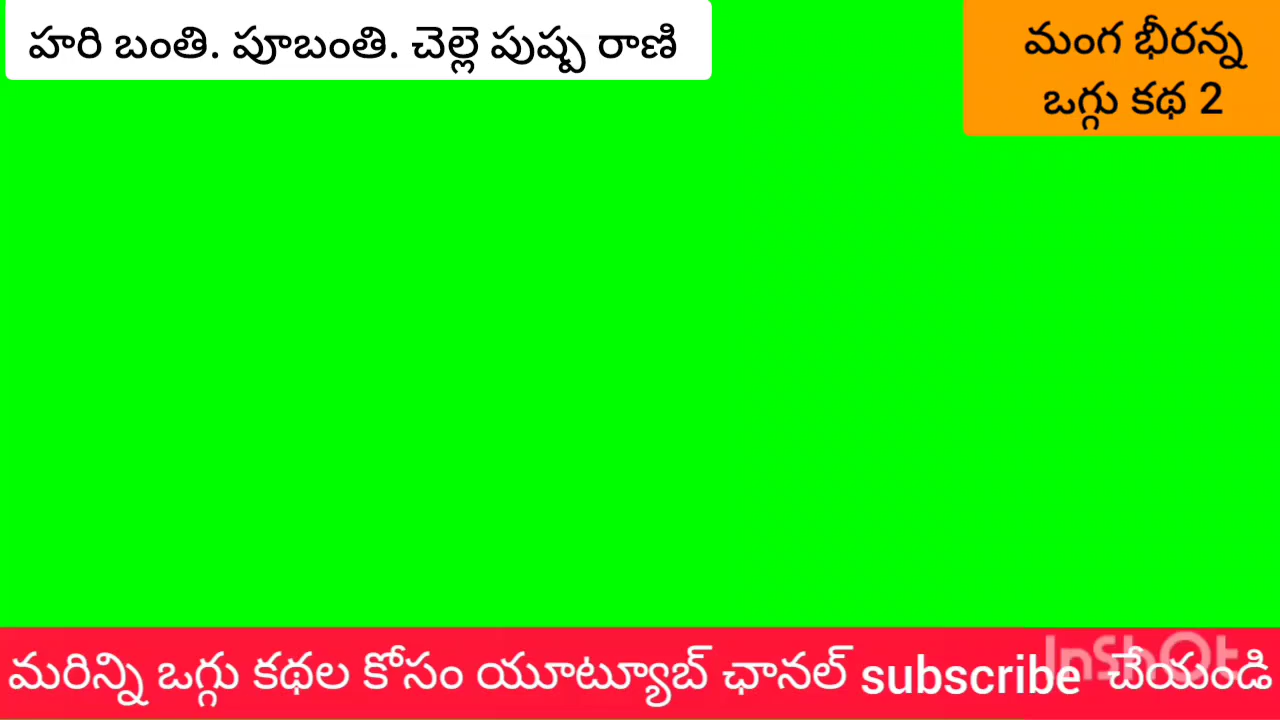 హరి బంతి. పూబంతి. చెల్లె పుష్ప రాణి
మంగ భీరన్న
ఒగ్గు కథ 2
మరిన్ని ఒగ్గు కథల కోసం యూట్యూబ్ ఛానల్ subscribe చేయండి
InShOt